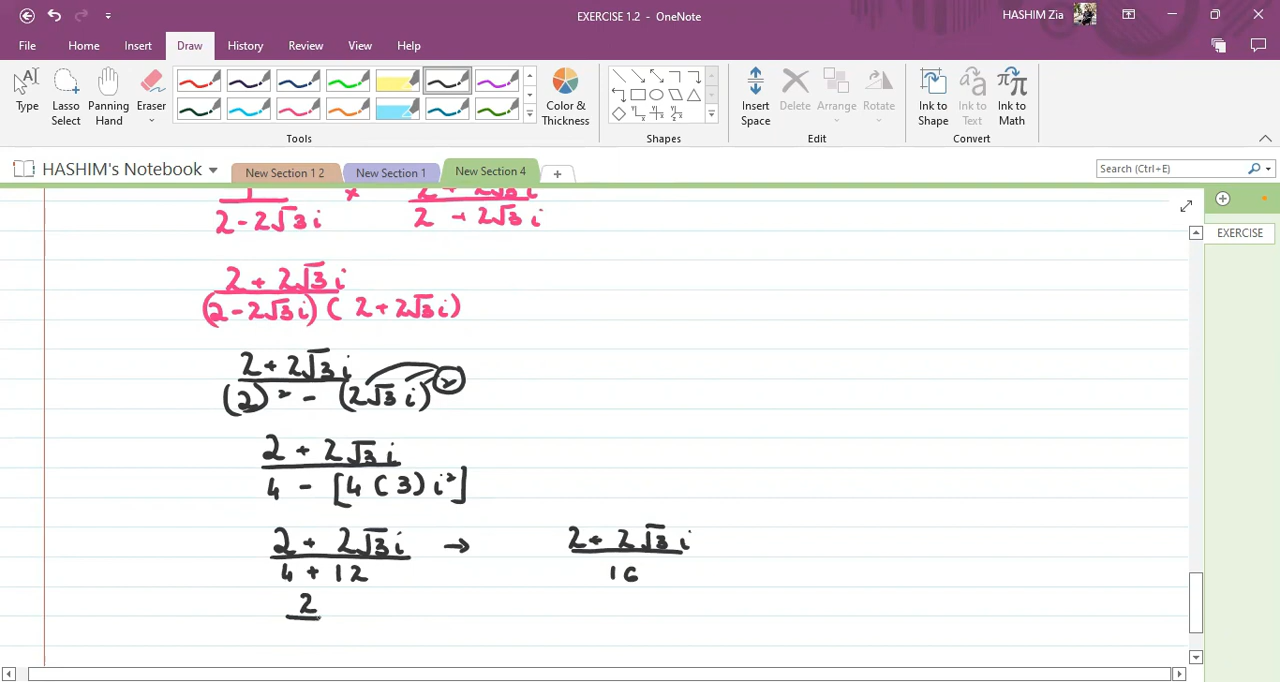 EXERCISE 1.2 - OneNote
HASHIM Zia
File Home Insert Draw History Review View Help
Type
Lasso Select
Panning Hand
Eraser
Color & Thickness
Insert Space
Delete
Arrange
Rotate
Ink to Shape
Ink to Text
Ink to Math
Tools
Shapes
Edit
Convert
HASHIM's Notebook
New Section 1 2
New Section 1
New Section 4
Search (Ctrl+E)
EXERCISE
1 × 2 + 2√3 i
2 - 2√3 i 2 + 2√3 i
2 + 2√3 i
(2 - 2√3 i) ( 2 + 2√3 i)
2 + 2√3 i
(2)² - (2√3 i)²
2 + 2√3 i
4 - [4 ( 3) i²]
2 + 2√3 i → 2 + 2√3 i
4 + 12 16
2